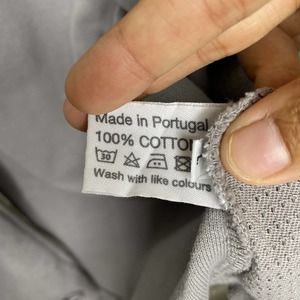 Made in Portugal
100% COTTON
30
Wash with like colours